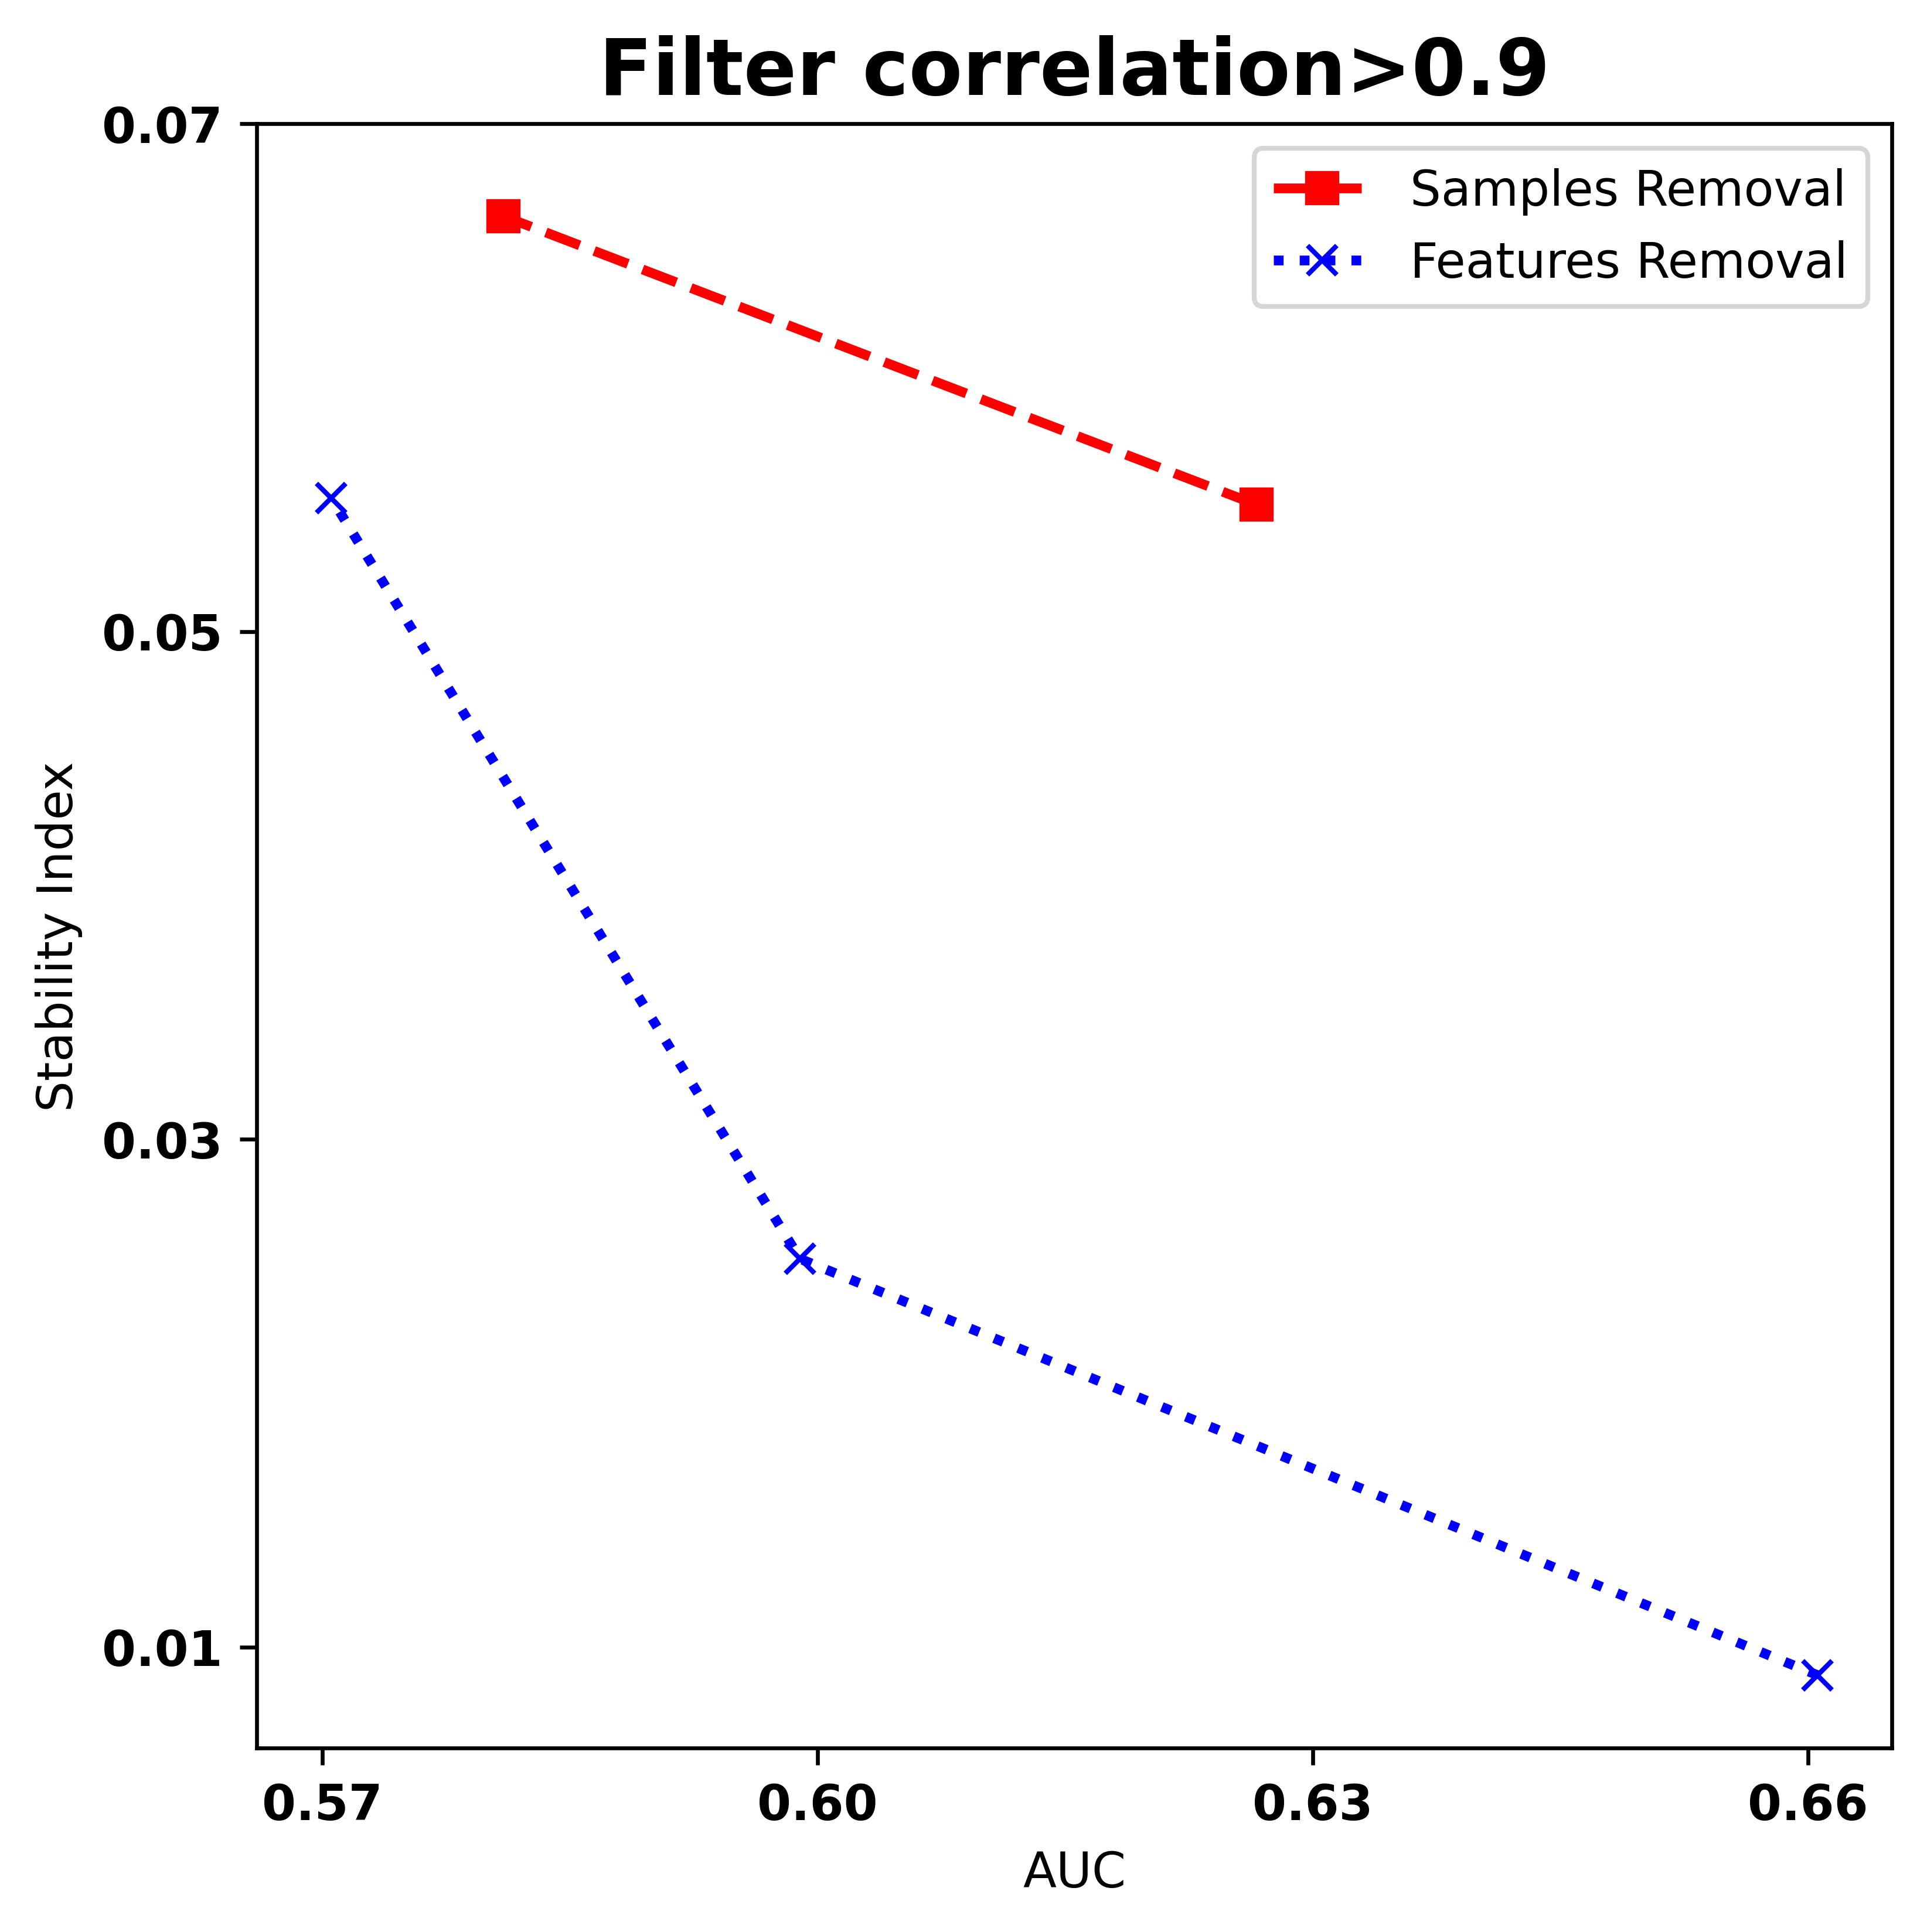 Filter correlation>0.9
0.07
0.05
0.03
0.01
Stability Index
Samples Removal
Features Removal
0.57 0.60 0.63 0.66
AUC